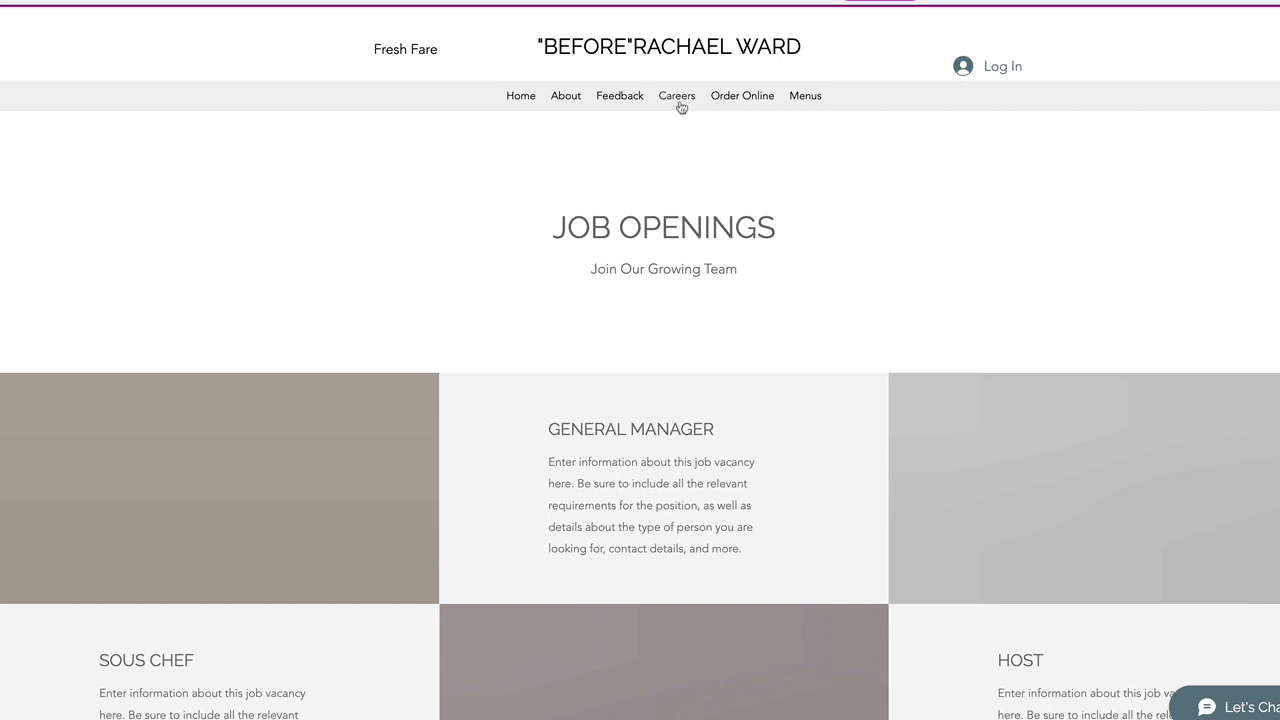 Fresh Fare
"BEFORE"RACHAEL WARD
Log In
Home About Feedback Careers Order Online Menus
JOB OPENINGS
Join Our Growing Team
GENERAL MANAGER
Enter information about this job vacancy
here. Be sure to include all the relevant
requirements for the position, as well as
details about the type of person you are
looking for, contact details, and more.
SOUS CHEF
Enter information about this job vacancy
here. Be sure to include all the relevant
HOST
Enter information about this job va
here. Be sure to include all the rele
Let's Cha